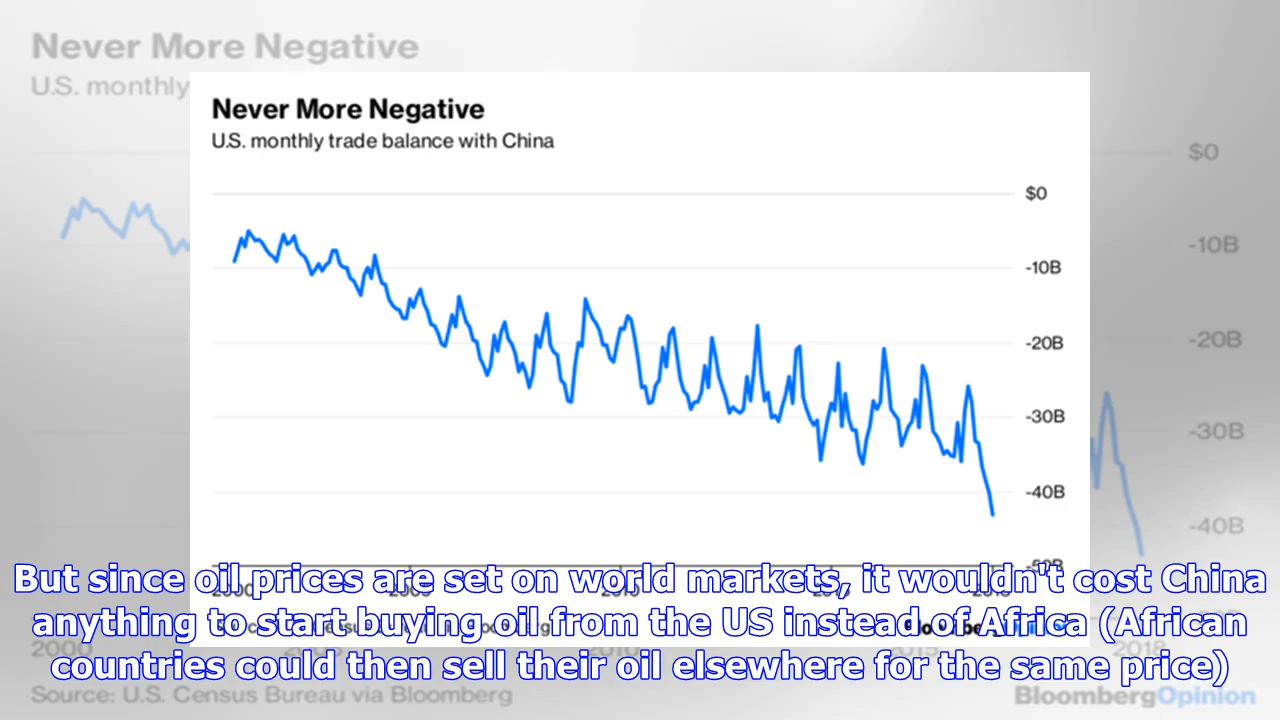 Never More Negative
U.S. monthly
Never More Negative
U.S. monthly trade balance with China
$0
-10B
-20B
-30B
-40B
$0
-10B
-20B
-30B
-40B
But since oil prices are set on world markets, it wouldn't cost China
anything to start buying oil from the US instead of Africa (African
countries could then sell their oil elsewhere for the same price)
2000
2010
2015
2018
Source: U.S. Census Bureau via Bloomberg
BloombergOpinion